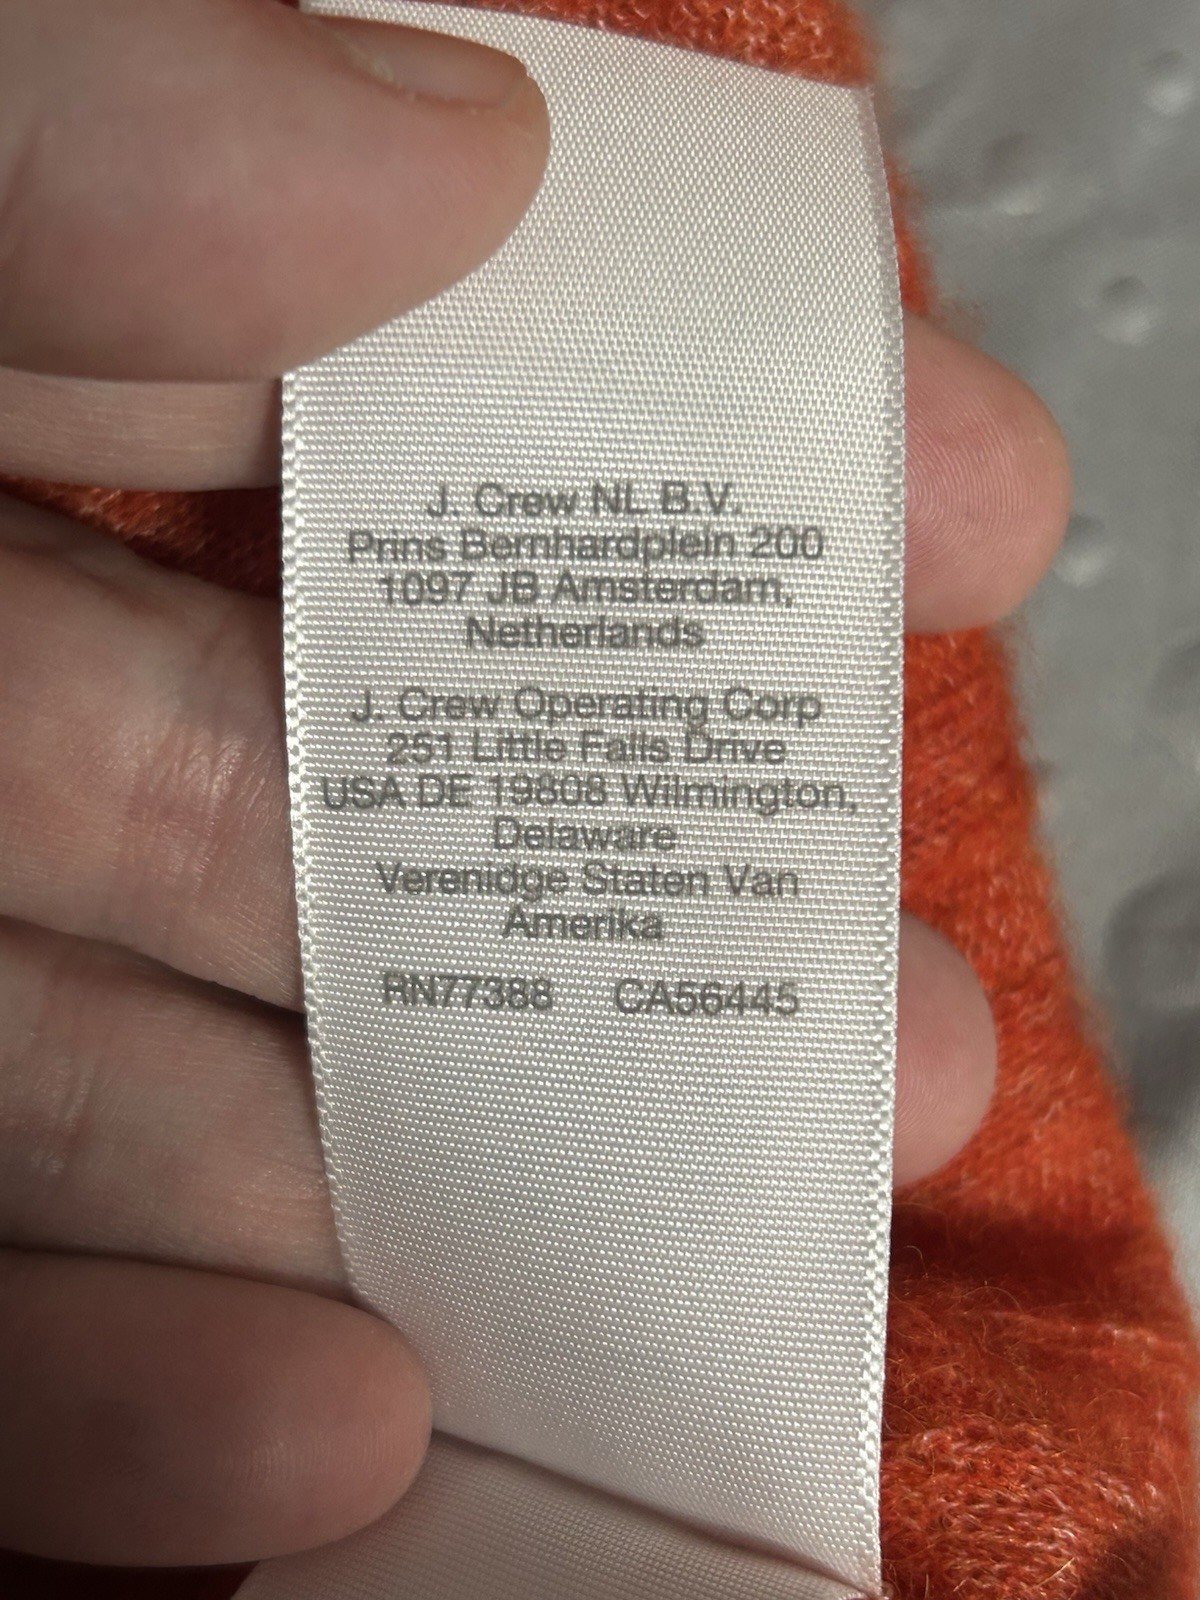 J. Crew NL B.V.
Prins Bernhardplein 200
1097 JB Amsterdam,
Netherlands
J. Crew Operating Corp
251 Little Falls Drive
USA DE 19808 Wilmington,
Delaware
Verenidge Staten Van
Amerika
RN77388 CA56445